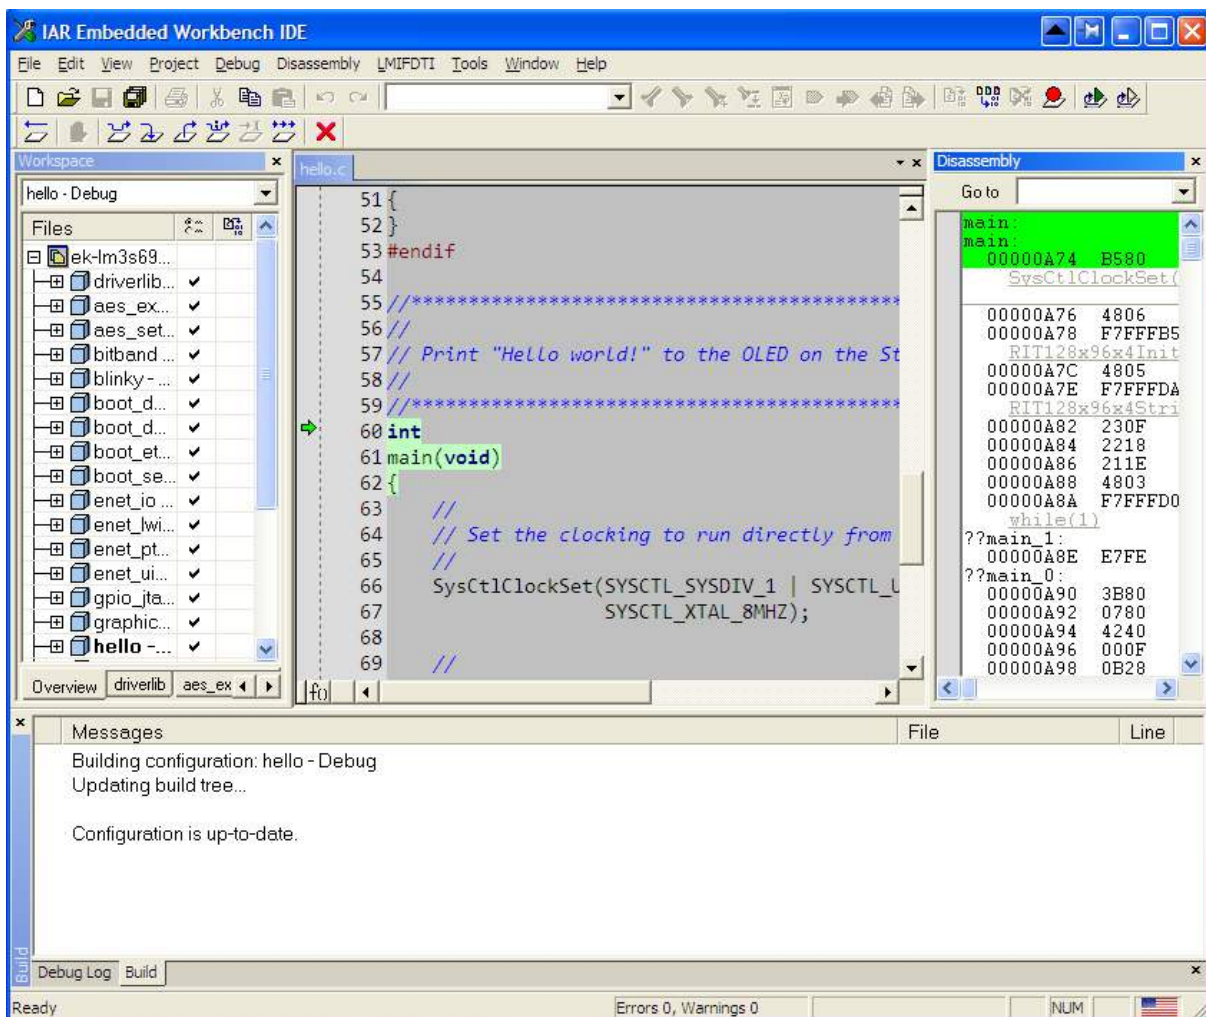 IAR Embedded Workbench IDE
File Edit View Project Debug Disassembly LMIFDTI Tools Window Help
Workspace
hello - Debug
Files
ek-lm3s69...
driverlib...
aes_ex...
aes_set...
bitband ...
blinky - ...
boot_d...
boot_d...
boot_et...
boot_se...
enet_io ...
enet_lwi...
enet_pt...
enet_ui...
gpio_jta...
graphic...
hello -...
Overview driverlib aes_ex
hello.c
51 {
52 }
53 #endif
54
55 //*******************************************
56 //
57 // Print "Hello world!" to the OLED on the St
58 //
59 //*******************************************
60 int
61 main(void)
62 {
63 //
64 // Set the clocking to run directly from
65 //
66 SysCtlClockSet(SYSCTL_SYSDIV_1 | SYSCTL_U
67 SYSCTL_XTAL_8MHZ);
68
69 //
f()
Disassembly
Go to
main:
main:
00000A74 B580
SysCtlClockSet(
00000A76 4806
00000A78 F7FFFB5
RIT128x96x4Init
00000A7C 4805
00000A7E F7FFFDA
RIT128x96x4Stri
00000A82 230F
00000A84 2218
00000A86 211E
00000A88 4803
00000A8A F7FFFD0
while(1)
??main_1:
00000A8E E7FE
??main_0:
00000A90 3B80
00000A92 0780
00000A94 4240
00000A96 000F
00000A98 0B28
Messages File Line
Building configuration: hello - Debug
Updating build tree...
Configuration is up-to-date.
Build
Debug Log Build
Ready Errors 0, Warnings 0 NUM